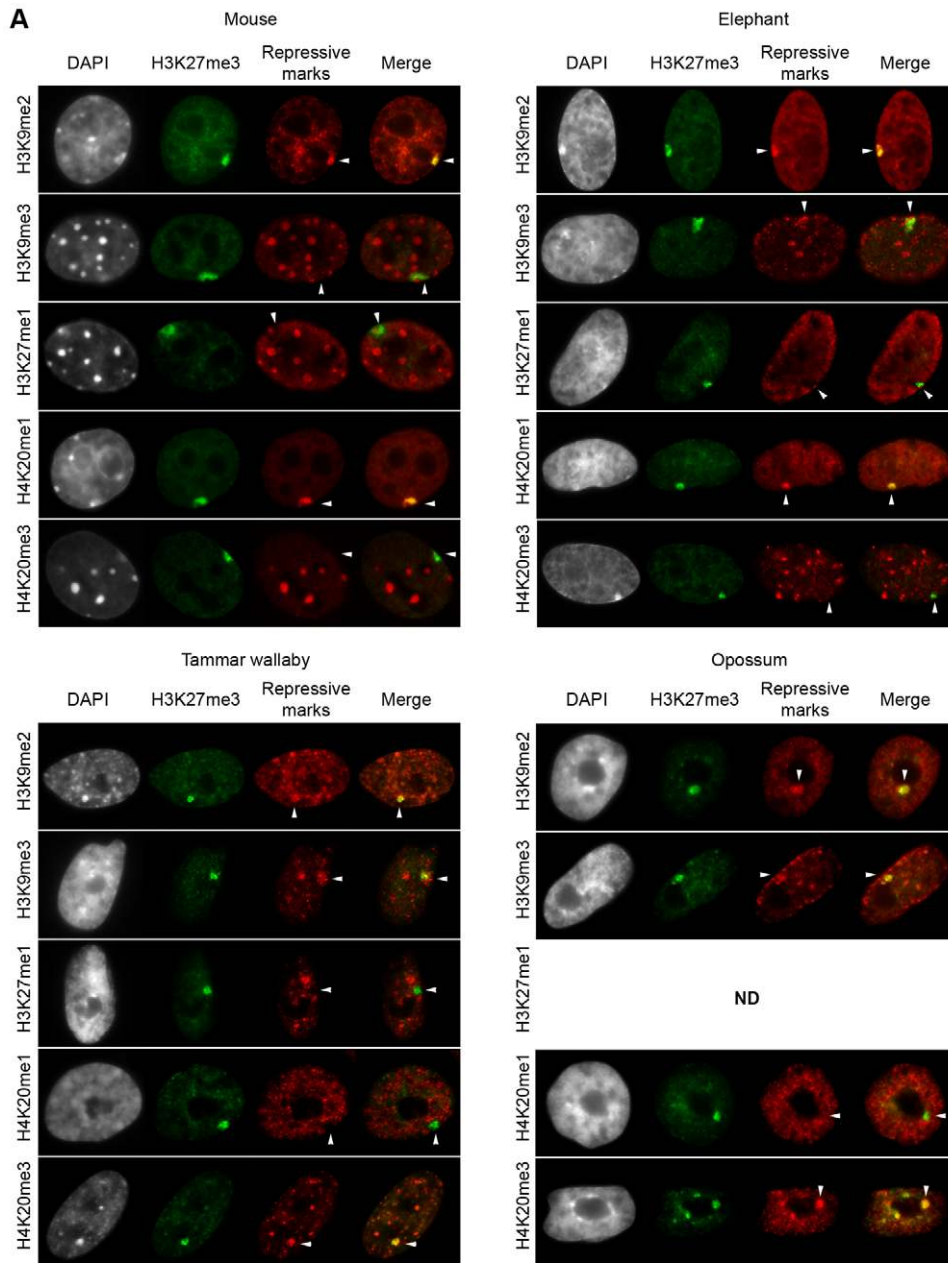 A
Mouse
DAPI H3K27me3 Repressive marks Merge
H3K9me2
H3K9me3
H3K27me1
H4K20me1
H4K20me3
Elephant
DAPI H3K27me3 Repressive marks Merge
H3K9me2
H3K9me3
H3K27me1
H4K20me1
H4K20me3
Tammar wallaby
DAPI H3K27me3 Repressive marks Merge
H3K9me2
H3K9me3
H3K27me1
H4K20me1
H4K20me3
Opossum
DAPI H3K27me3 Repressive marks Merge
H3K9me2
H3K9me3
H3K27me1
ND
H4K20me1
H4K20me3